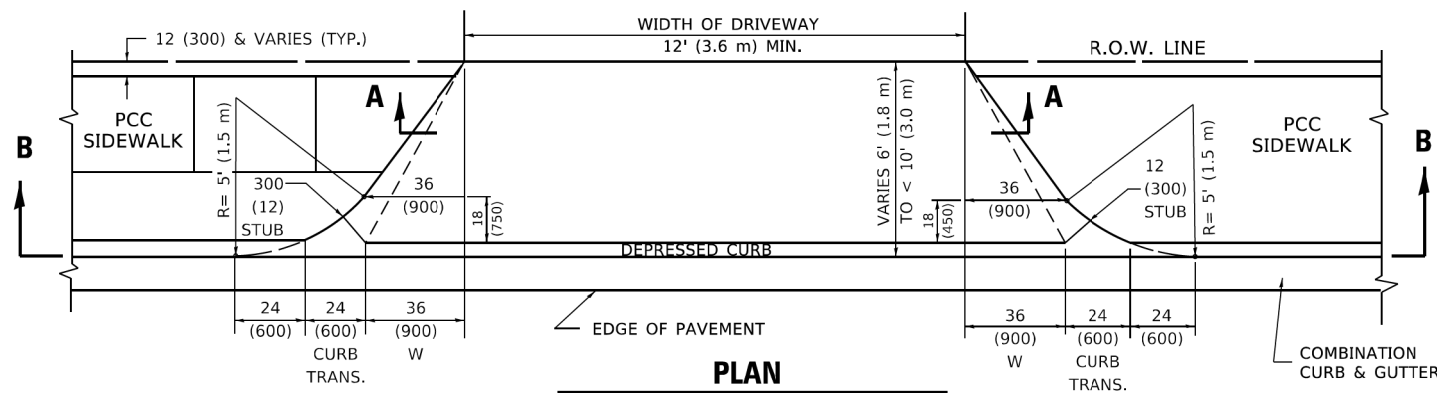 WIDTH OF DRIVEWAY
12' (3.6 m) MIN.
12 (300) & VARIES (TYP.)
R.O.W. LINE
A
A
B
PCC
SIDEWALK
R= 5' (1.5 m)
300
(12)
STUB
36
(900)
18
(750)
VARIES 6' (1.8 m)
TO < 10' (3.0 m)
36
(900)
18
(450)
12
(300)
STUB
R= 5' (1.5 m)
PCC
SIDEWALK
B
DEPRESSED CURB
24
(600)
24
(600)
CURB
TRANS.
36
(900)
W
EDGE OF PAVEMENT
36
(900)
W
24
(600)
CURB
TRANS.
24
(600)
COMBINATION
CURB & GUTTER
PLAN